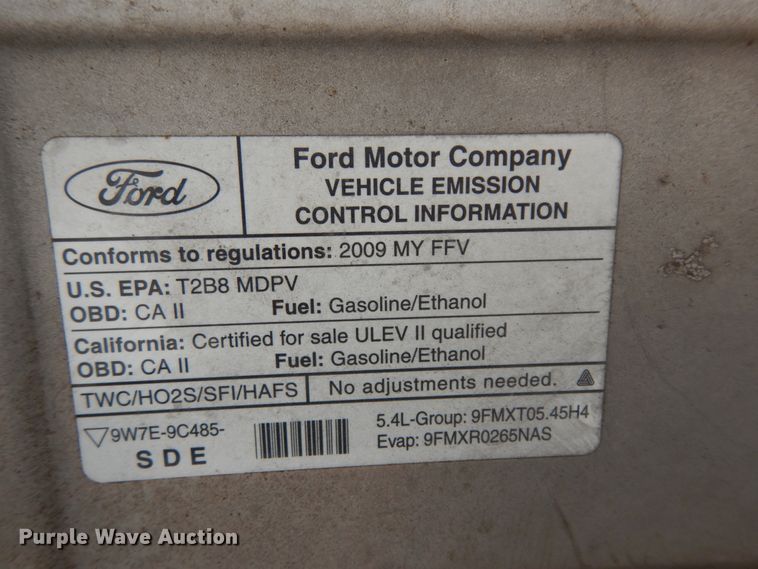 Ford
Ford Motor Company
VEHICLE EMISSION
CONTROL INFORMATION
Conforms to regulations: 2009 MY FFV
U.S. EPA: T2B8 MDPV
OBD: CA II Fuel: Gasoline/Ethanol
California: Certified for sale ULEV II qualified
OBD: CA II Fuel: Gasoline/Ethanol
TWC/HO2S/SFI/HAFS No adjustments needed.
9W7E-9C485-
SDE
5.4L-Group: 9FMXT05.45H4
Evap: 9FMXR0265NAS
Purple Wave Auction